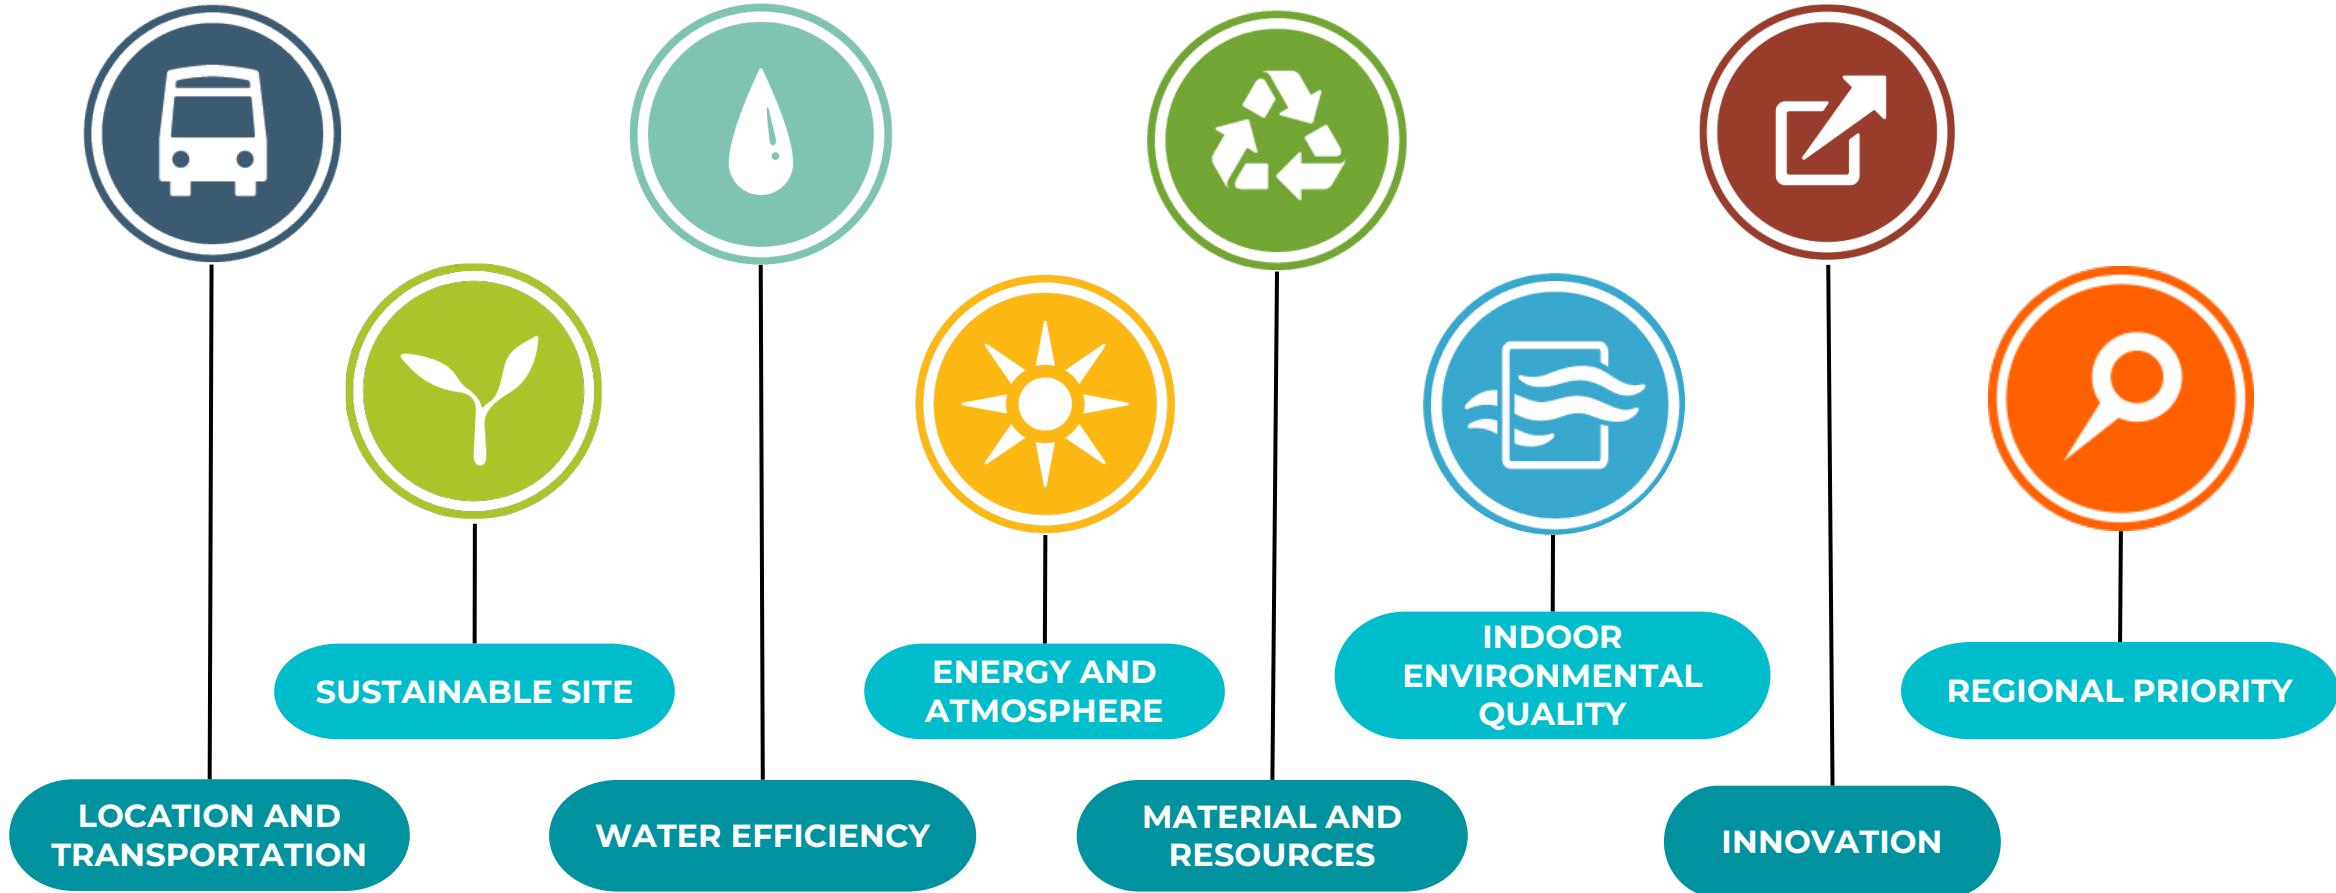 SUSTAINABLE SITE
ENERGY AND
ATMOSPHERE
INDOOR
ENVIRONMENTAL
QUALITY
REGIONAL PRIORITY
LOCATION AND
TRANSPORTATION
WATER EFFICIENCY
MATERIAL AND
RESOURCES
INNOVATION